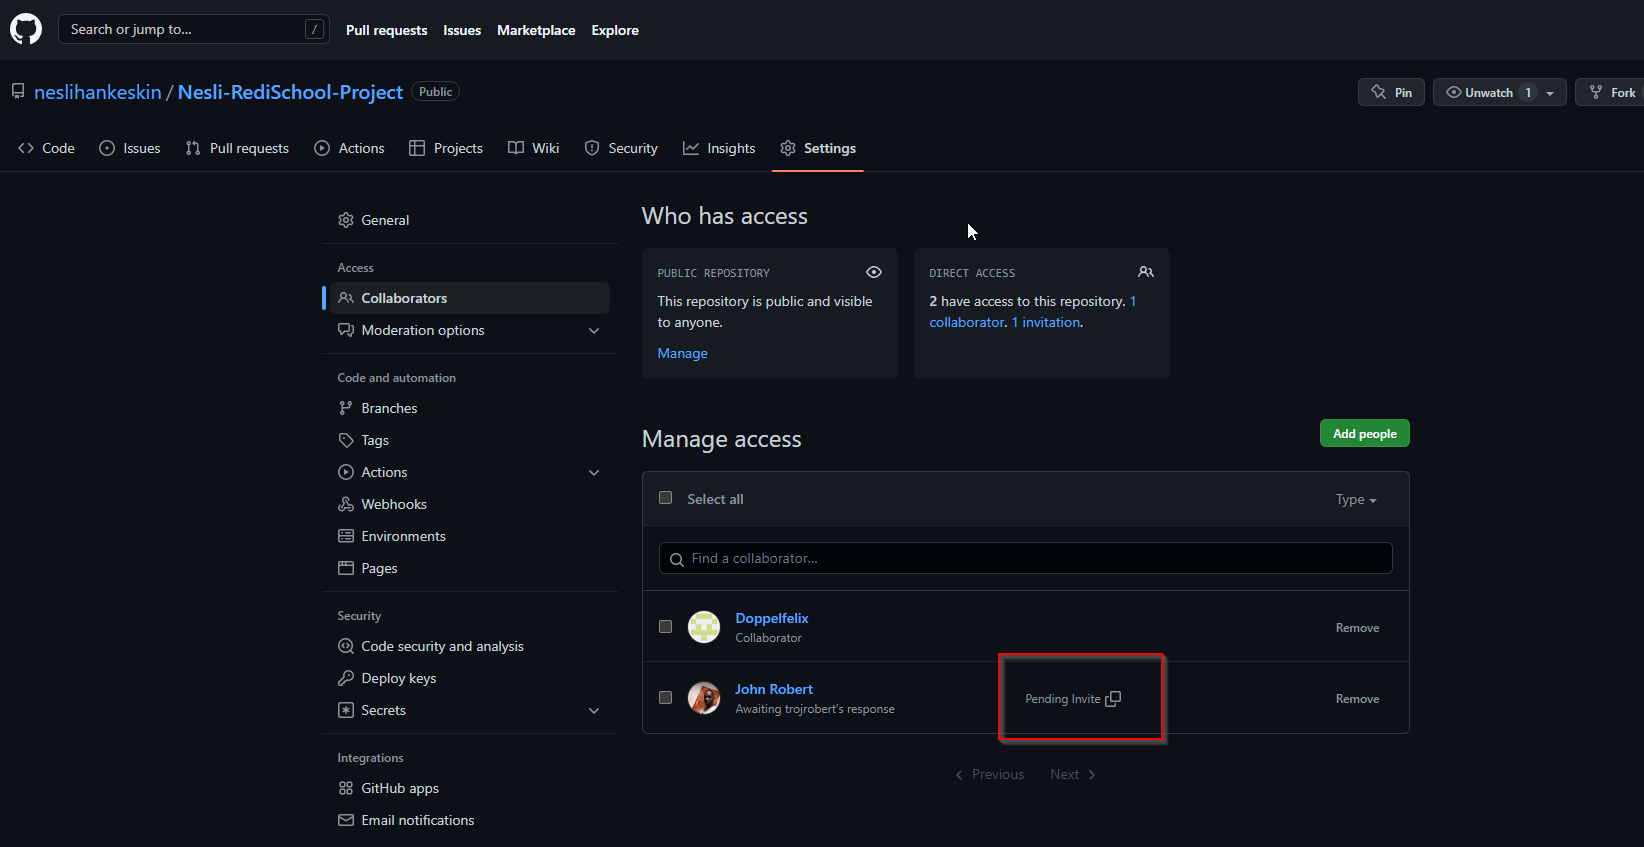 Search or jump to... /
Pull requests Issues Marketplace Explore
neslihankeskin / Nesli-RediSchool-Project Public
Pin Unwatch 1 Fork
Code Issues Pull requests Actions Projects Wiki Security Insights Settings
General
Access
Collaborators
Moderation options
Code and automation
Branches
Tags
Actions
Webhooks
Environments
Pages
Security
Code security and analysis
Deploy keys
Secrets
Integrations
GitHub apps
Email notifications
Who has access
PUBLIC REPOSITORY
This repository is public and visible
to anyone.
Manage
DIRECT ACCESS
2 have access to this repository. 1
collaborator. 1 invitation.
Manage access
Add people
Select all
Type
Find a collaborator...
Doppelfelix
Collaborator
Remove
John Robert
Awaiting trojrobert's response
Pending Invite
Remove
Previous Next